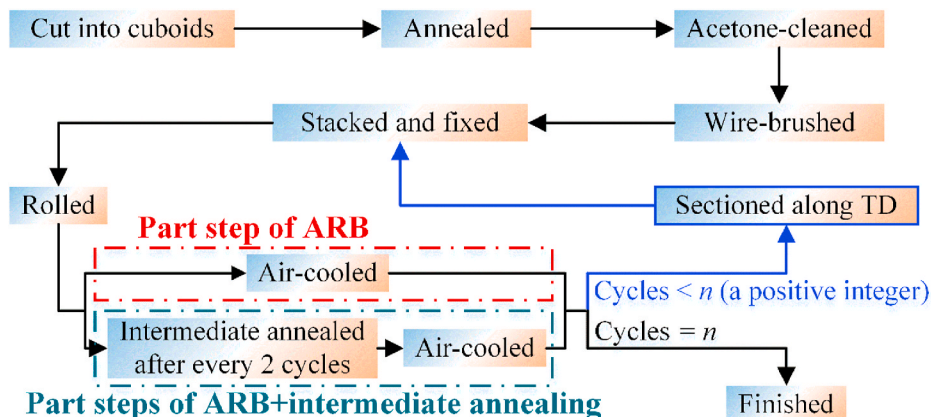 Cut into cuboids
Annealed
Acetone-cleaned
Wire-brushed
Stacked and fixed
Rolled
Sectioned along TD
Part step of ARB
Air-cooled
Cycles < n (a positive integer)
Intermediate annealed
after every 2 cycles
Air-cooled
Cycles = n
Part steps of ARB+intermediate annealing
Finished